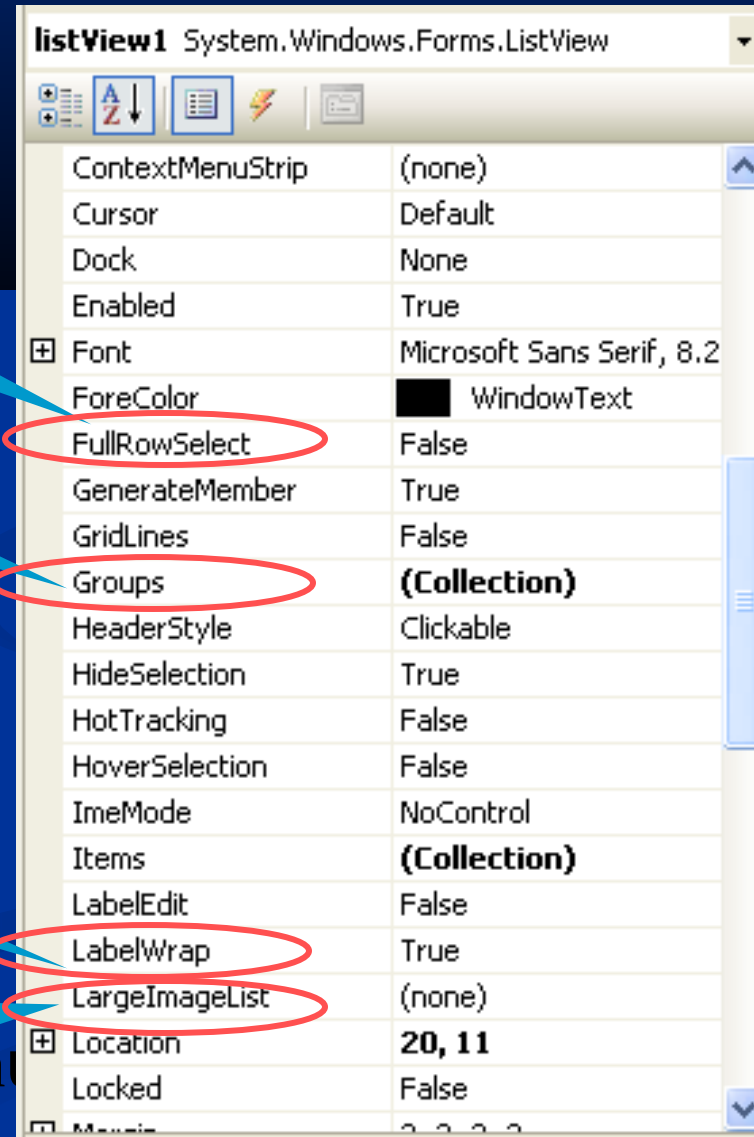 listView1 System.Windows.Forms.ListView
ContextMenuStrip (none)
Cursor Default
Dock None
Enabled True
Font Microsoft Sans Serif, 8.2
ForeColor WindowText
FullRowSelect False
GenerateMember True
GridLines False
Groups (Collection)
HeaderStyle Clickable
HideSelection True
HotTracking False
HoverSelection False
ImeMode NoControl
Items (Collection)
LabelEdit False
LabelWrap True
LargeImageList (none)
Location 20, 11
Locked False